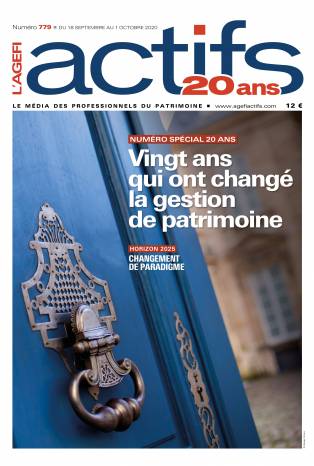 Numéro 779 ■ DU 18 SEPTEMBRE AU 1 OCTOBRE 2020
L'AGEFI
actifs
20 ans
LE MÉDIA DES PROFESSIONNELS DU PATRIMOINE ■ www.agefiactifs.com 12 €
NUMÉRO SPÉCIAL 20 ANS
Vingt ans
qui ont changé
la gestion
de patrimoine
HORIZON 2025
CHANGEMENT
DE PARADIGME